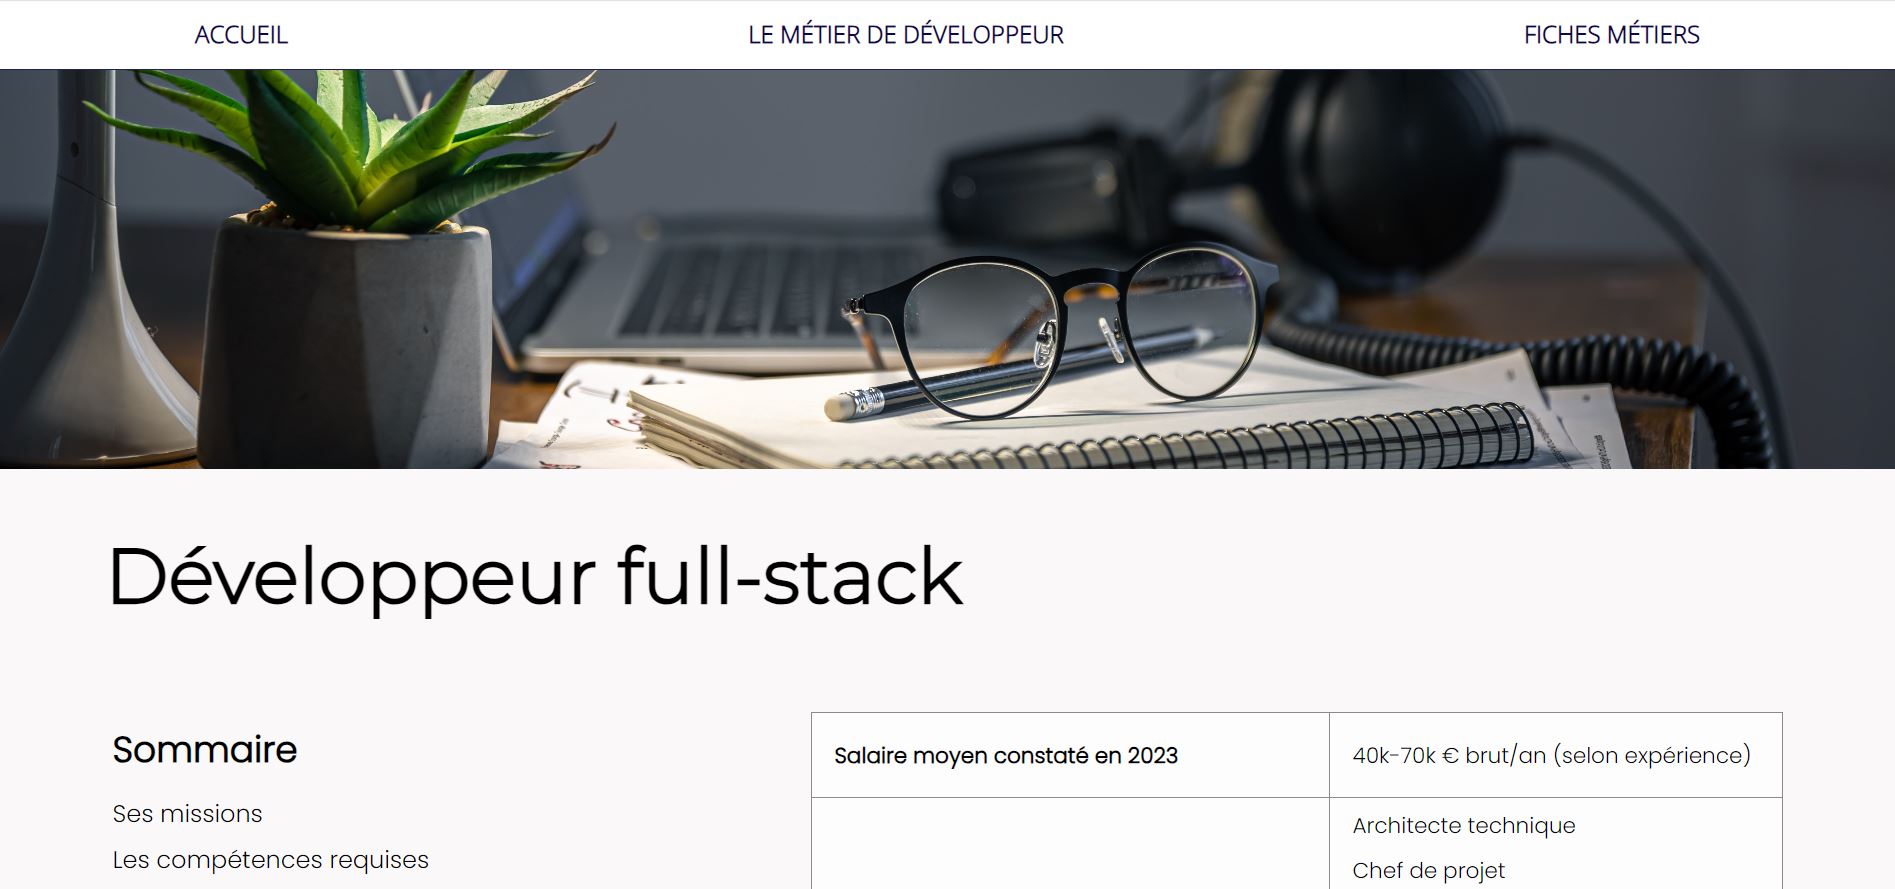 ACCUEIL
LE MÉTIER DE DÉVELOPPEUR
FICHES MÉTIERS
Développeur full-stack
Sommaire
Ses missions
Les compétences requises
Salaire moyen constaté en 2023
40k-70k € brut/an (selon expérience)
Architecte technique
Chef de projet